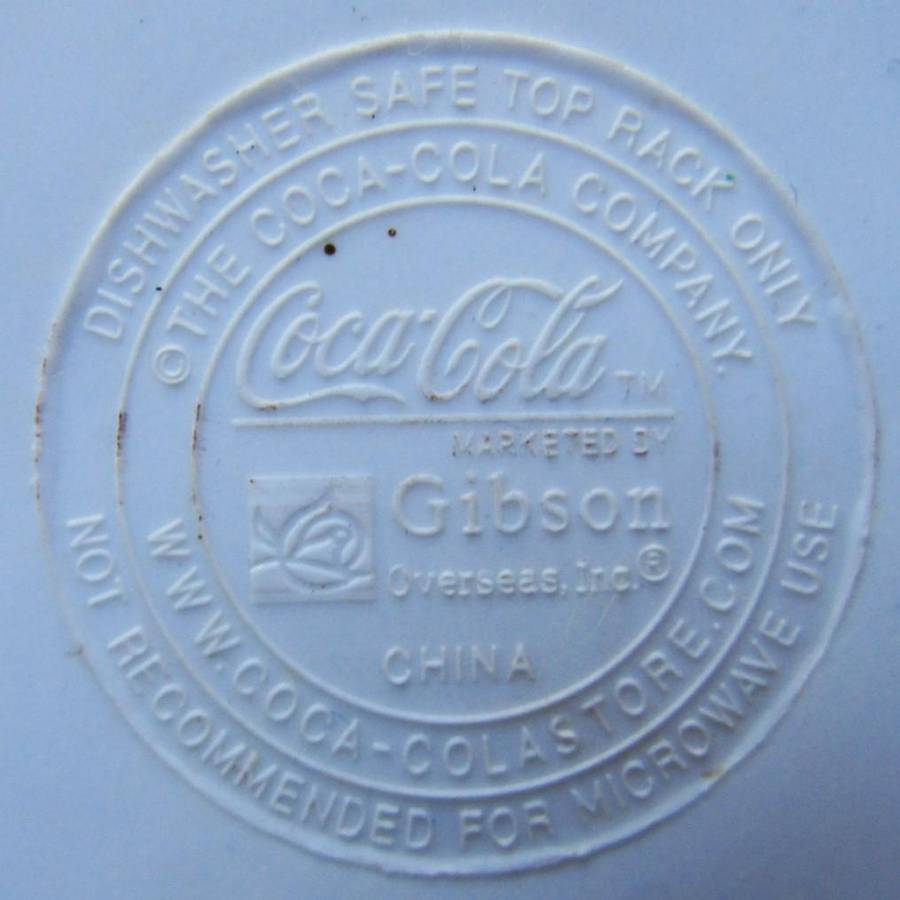 DISHWASHER SAFE TOP RACK ONLY
©THE COCA-COLA COMPANY.
Coca-Cola TM
MARKETED BY
Gibson
Overseas, Inc.®
CHINA
WWW.COCA-COLASTORE.COM
NOT RECOMMENDED FOR MICROWAVE USE